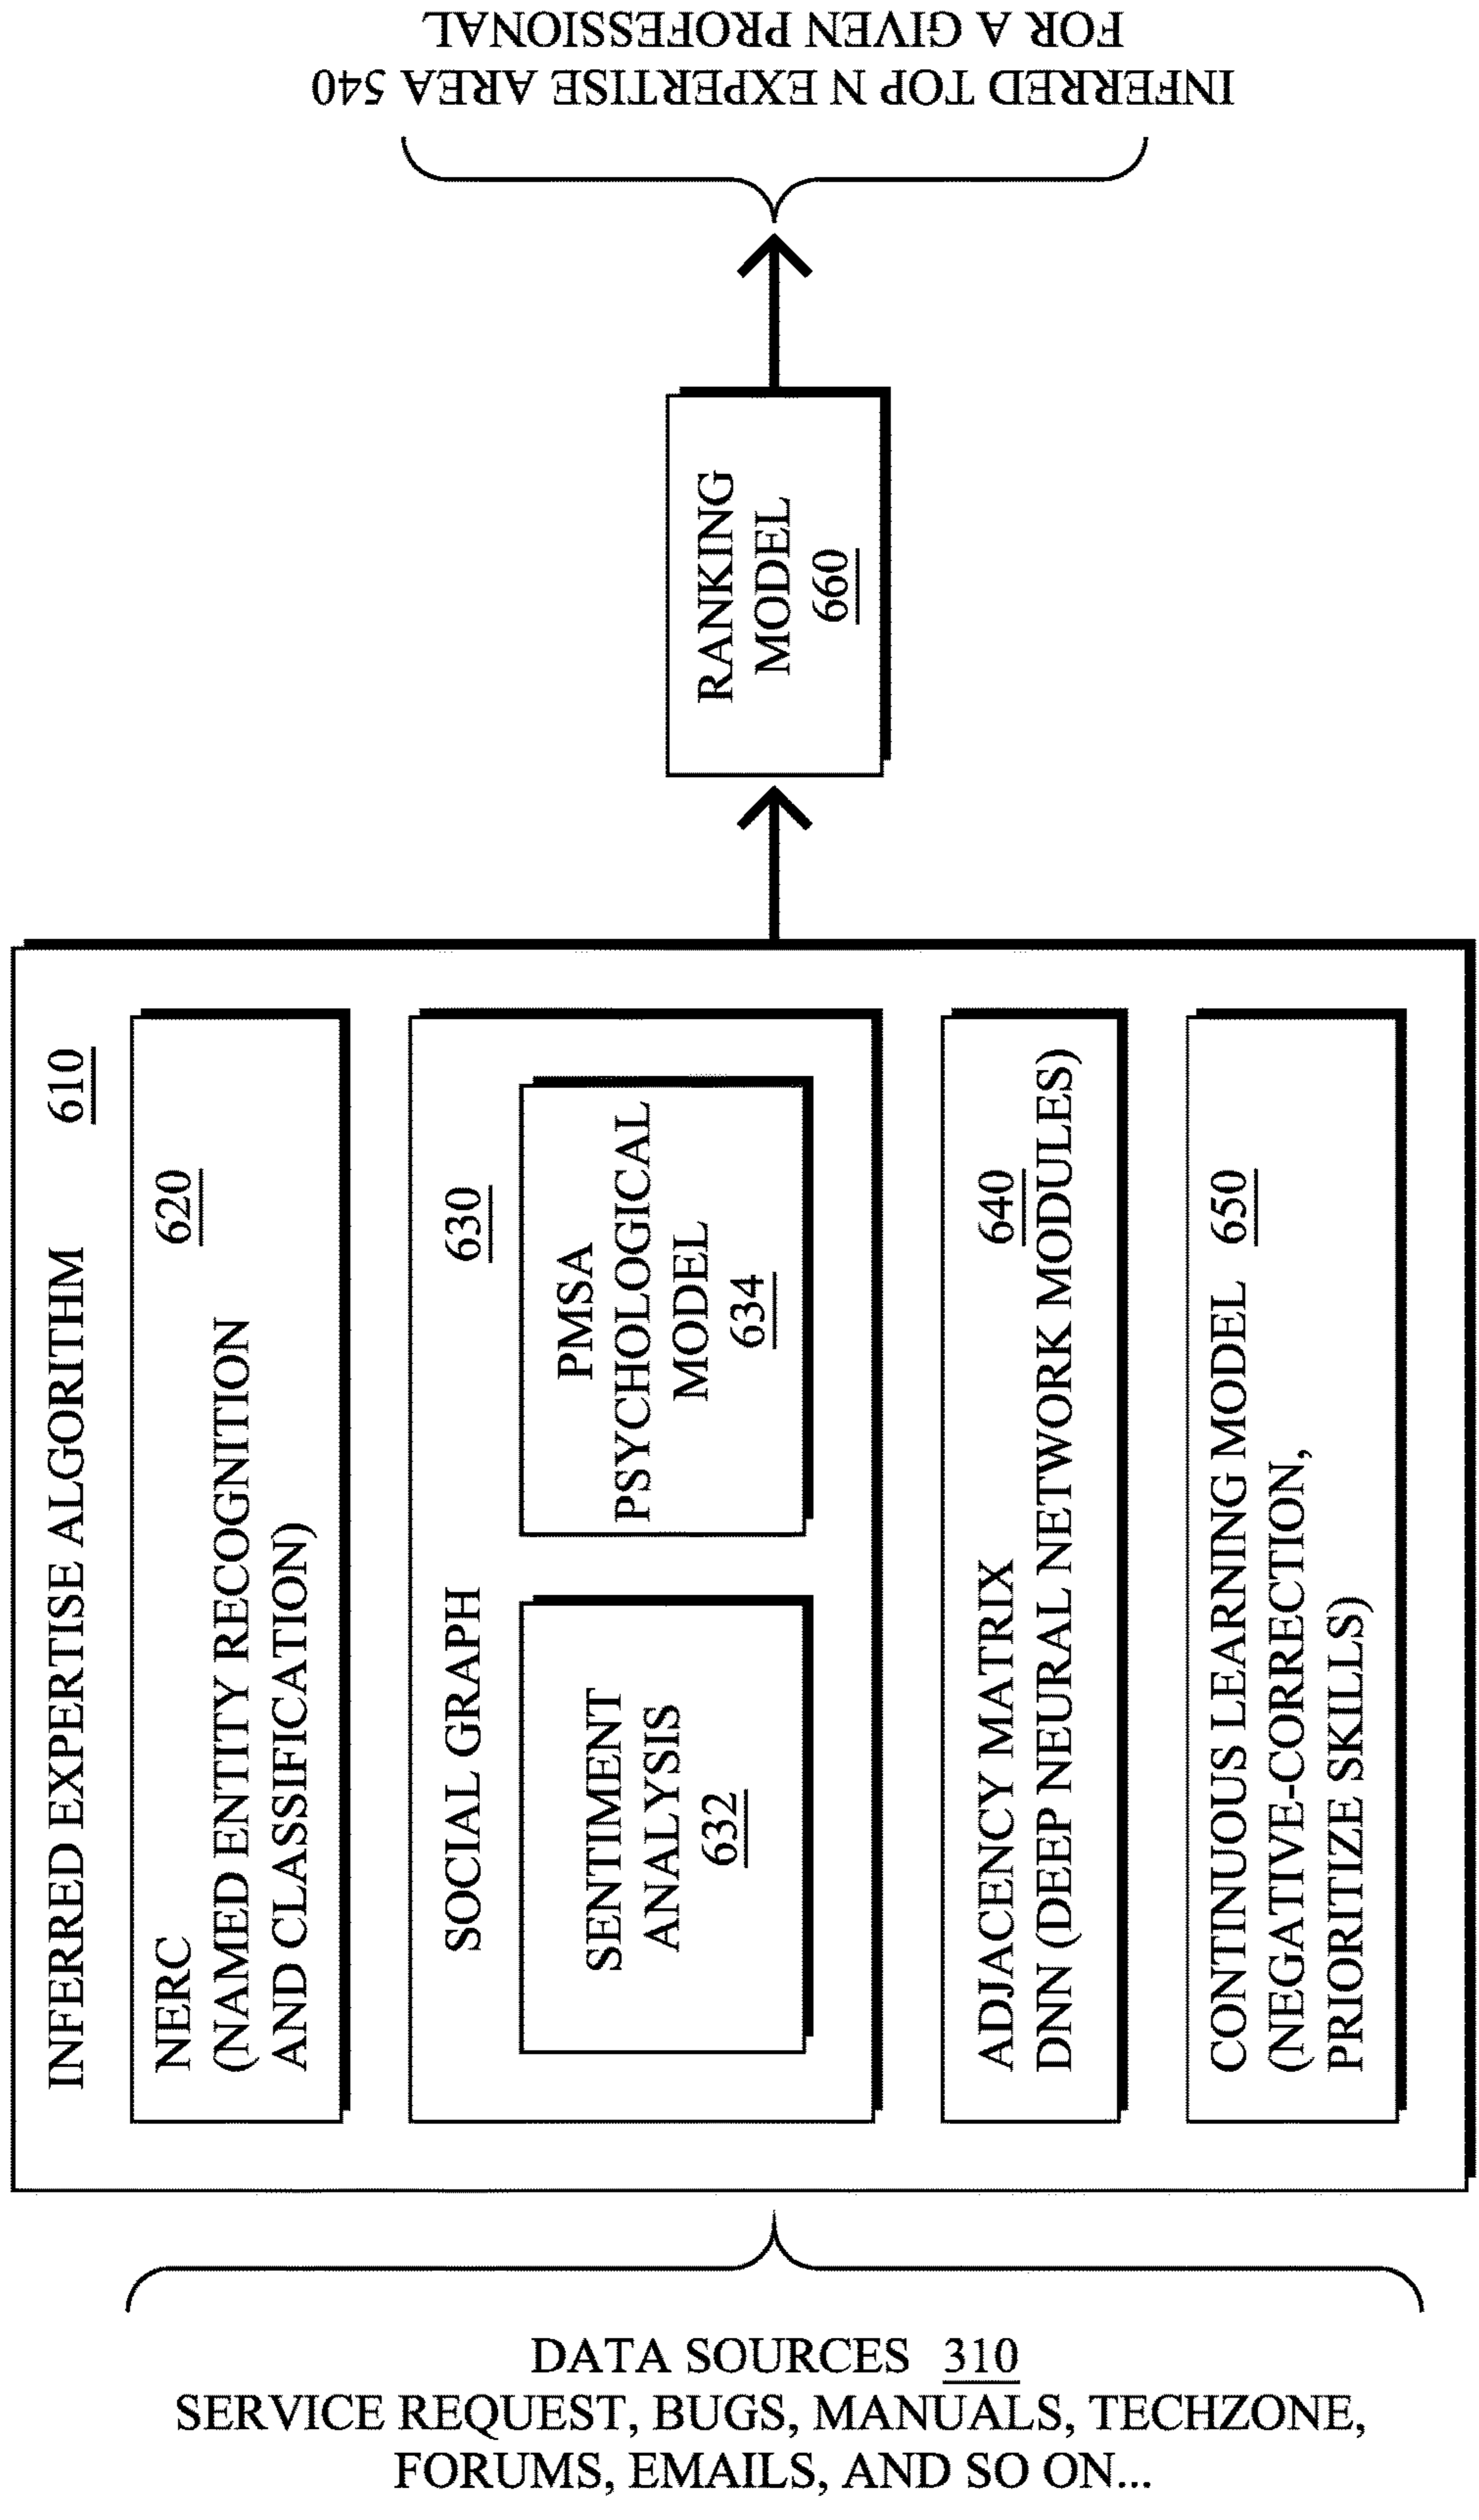 DATA SOURCES 310
SERVICE REQUEST, BUGS, MANUALS, TECHZONE,
FORUMS, EMAILS, AND SO ON...
INFERRED EXPERTISE ALGORITHM 610
NERC 620
(NAMED ENTITY RECOGNITION
AND CLASSIFICATION)
SOCIAL GRAPH 630
SENTIMENT
ANALYSIS
632
PMSA
PSYCHOLOGICAL
MODEL
634
ADJACENCY MATRIX 640
DNN (DEEP NEURAL NETWORK MODULES)
CONTINUOUS LEARNING MODEL 650
(NEGATIVE-CORRECTION,
PRIORITIZE SKILLS)
RANKING
MODEL
660
INFERRED TOP N EXPERTISE AREA 540
FOR A GIVEN PROFESSIONAL